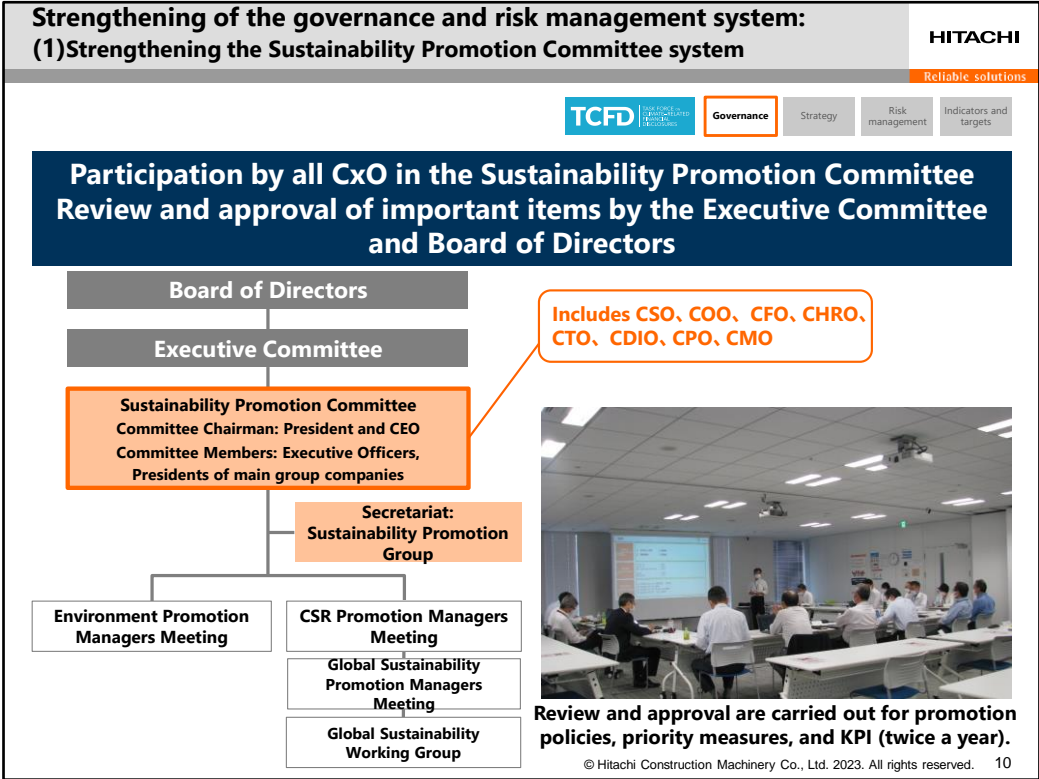 Strengthening of the governance and risk management system:
(1)Strengthening the Sustainability Promotion Committee system
HITACHI
Reliable solutions
TCFD
TASK FORCE ON
CLIMATE-RELATED
FINANCIAL
DISCLOSURES
Governance
Strategy
Risk
management
Indicators and
targets
Participation by all CxO in the Sustainability Promotion Committee
Review and approval of important items by the Executive Committee
and Board of Directors
Board of Directors
Executive Committee
Includes CSO、COO、CFO、CHRO、
CTO、CDIO、CPO、CMO
Sustainability Promotion Committee
Committee Chairman: President and CEO
Committee Members: Executive Officers,
Presidents of main group companies
Secretariat:
Sustainability Promotion
Group
Environment Promotion
Managers Meeting
CSR Promotion Managers
Meeting
Global Sustainability
Promotion Managers
Meeting
Global Sustainability
Working Group
Review and approval are carried out for promotion
policies, priority measures, and KPI (twice a year).
© Hitachi Construction Machinery Co., Ltd. 2023. All rights reserved.
10